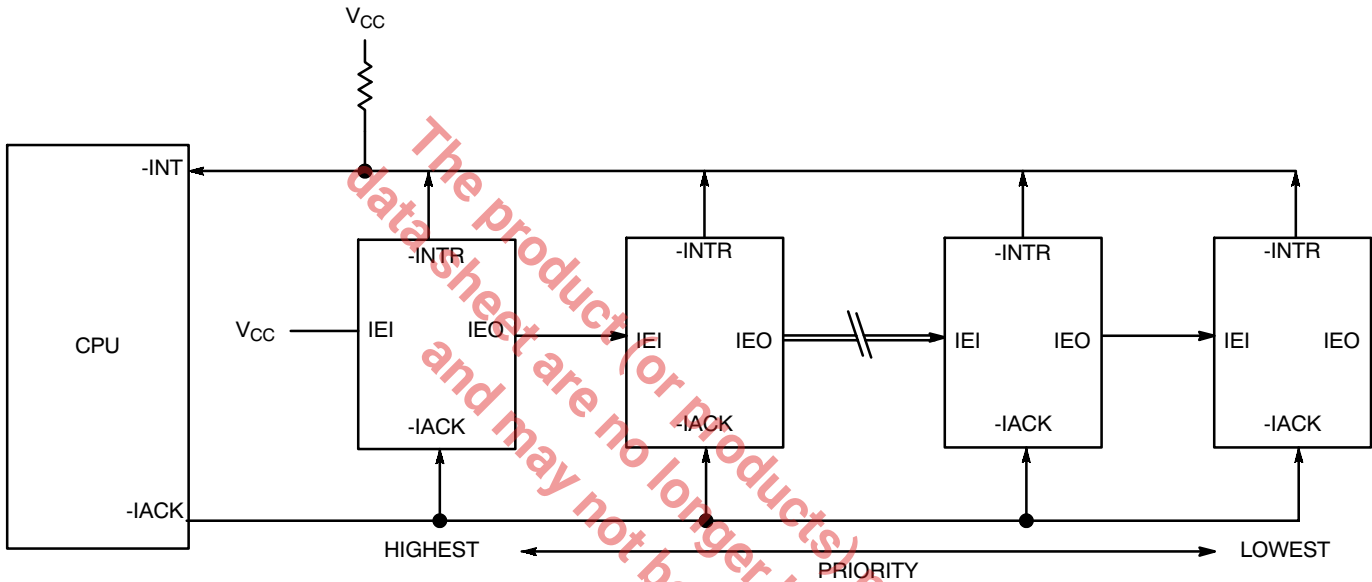 VCC
-INT
-INTR
-INTR
-INTR
-INTR
CPU
VCC
IEI
IEO
IEI
IEO
IEI
IEO
IEI
IEO
-IACK
-IACK
-IACK
-IACK
-IACK
HIGHEST
PRIORITY
LOWEST
The product (or products)
data sheet are no longer
and may not be